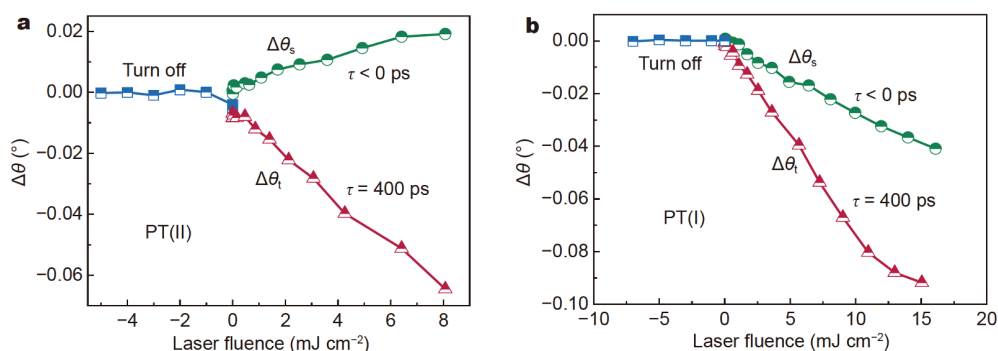 a
0.02
0.00
−0.02
−0.04
−0.06
Δθ (°)
Turn off
Δθs
τ < 0 ps
Δθt
τ = 400 ps
PT(II)
−4 −2 0 2 4 6 8
Laser fluence (mJ cm−2)
b
0.00
−0.02
−0.04
−0.06
−0.08
−0.10
Δθ (°)
Turn off
Δθs
τ < 0 ps
Δθt
τ = 400 ps
PT(I)
−10 −5 0 5 10 15 20
Laser fluence (mJ cm−2)